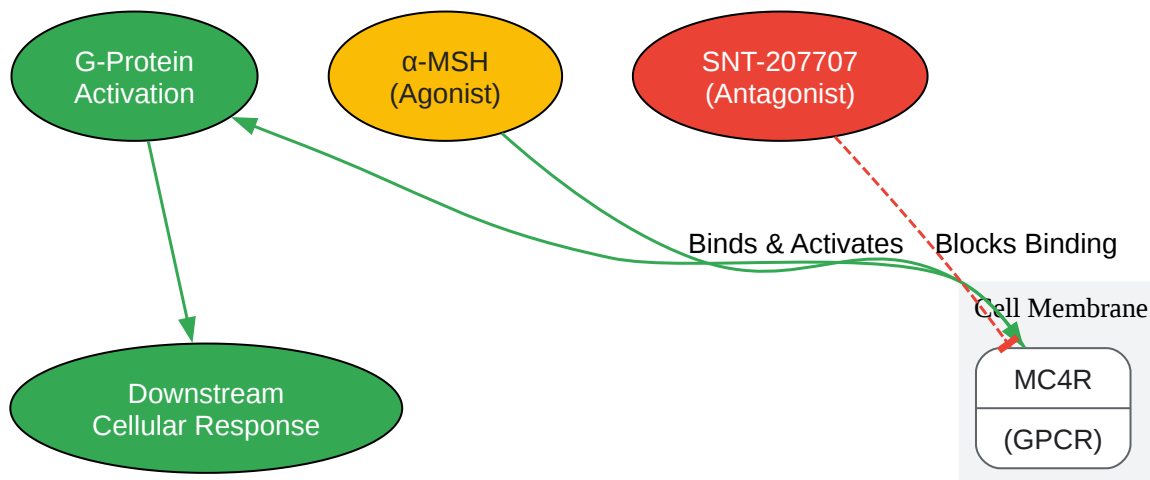 G-Protein
Activation
α-MSH
(Agonist)
SNT-207707
(Antagonist)
Binds & Activates
Blocks Binding
Cell Membrane
MC4R
(GPCR)
Downstream
Cellular Response